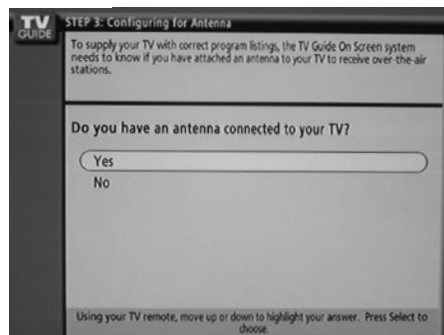 TV
GUIDE
STEP 3: Configuring for Antenna
To supply your TV with correct program listings, the TV Guide On Screen system
needs to know if you have attached an antenna to your TV to receive over-the-air
stations.
Do you have an antenna connected to your TV?
Yes
No
Using your TV remote, move up or down to highlight your answer. Press Select to
choose.